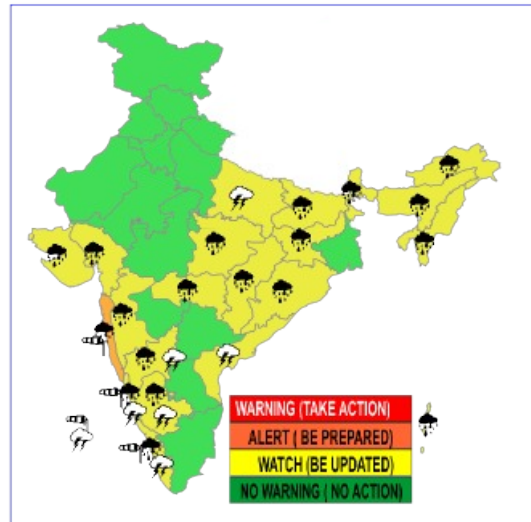 WARNING (TAKE ACTION)
ALERT ( BE PREPARED)
WATCH (BE UPDATED)
NO WARNING ( NO ACTION)